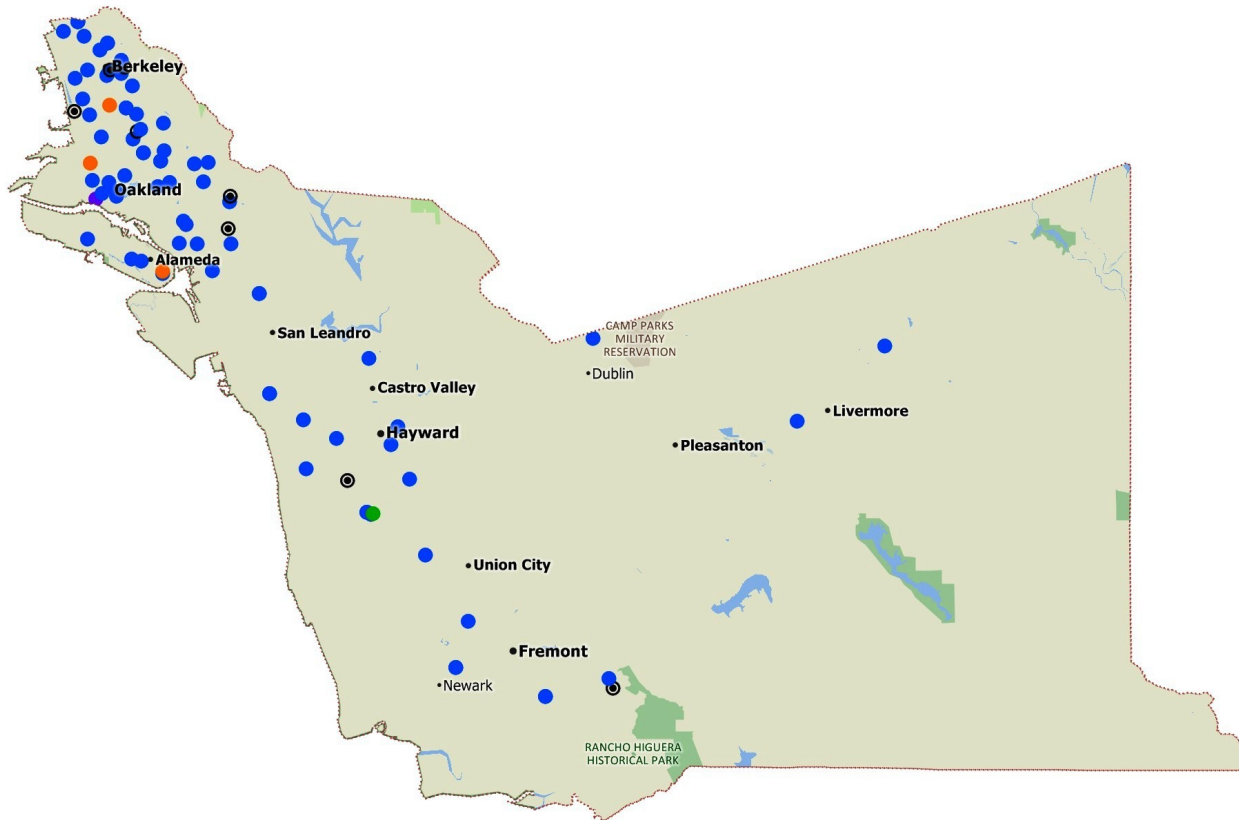 Berkeley
Oakland
Alameda
San Leandro
CAMP PARKS
MILITARY
RESERVATION
Dublin
Castro Valley
Livermore
Hayward
Pleasanton
Union City
Fremont
Newark
RANCHO HIGUERA
HISTORICAL PARK